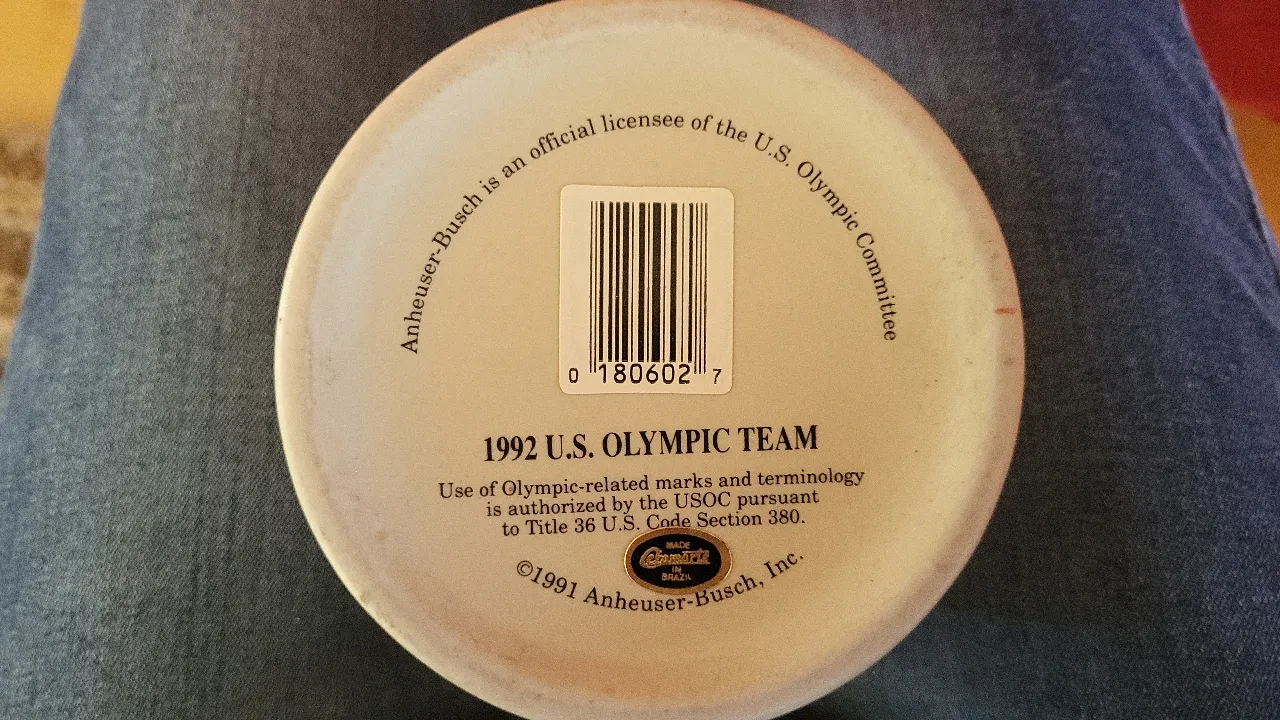 Anheuser-Busch is an official licensee of the U.S. Olympic Committee
0 180602 7
1992 U.S. OLYMPIC TEAM
Use of Olympic-related marks and terminology
is authorized by the USOC pursuant
to Title 36 U.S. Code Section 380.
MADE
Ceramarte
IN
BRAZIL
©1991 Anheuser-Busch, Inc.